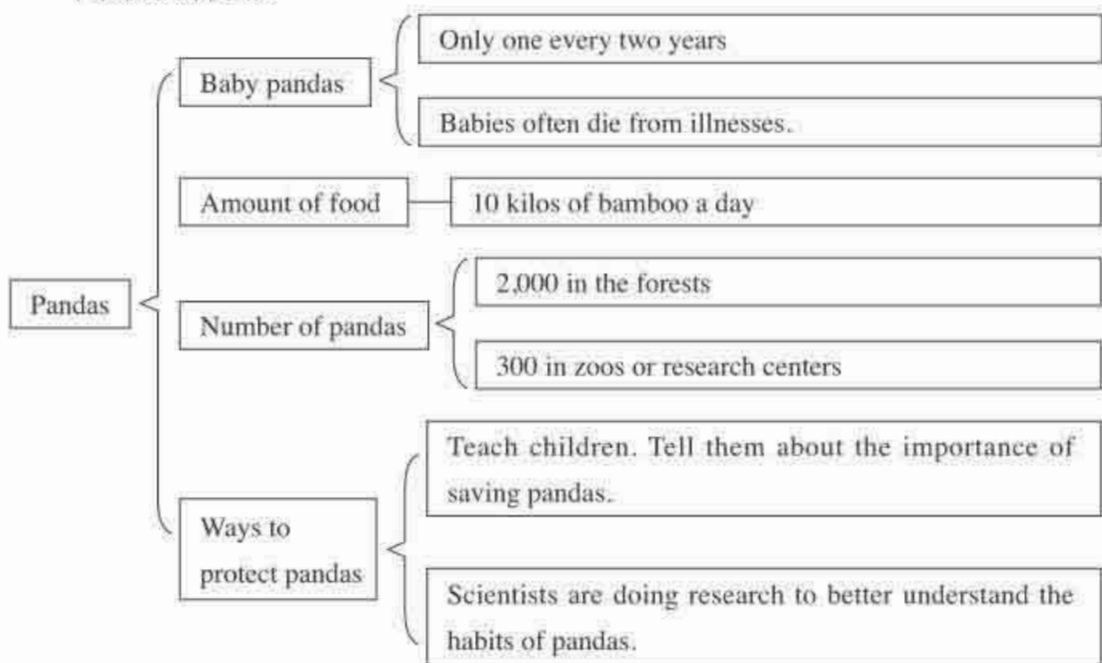 Only one every two years
Baby pandas
Babies often die from illnesses.
Amount of food
10 kilos of bamboo a day
2,000 in the forests
Pandas
Number of pandas
300 in zoos or research centers
Teach children. Tell them about the importance of
saving pandas.
Ways to
protect pandas
Scientists are doing research to better understand the
habits of pandas.